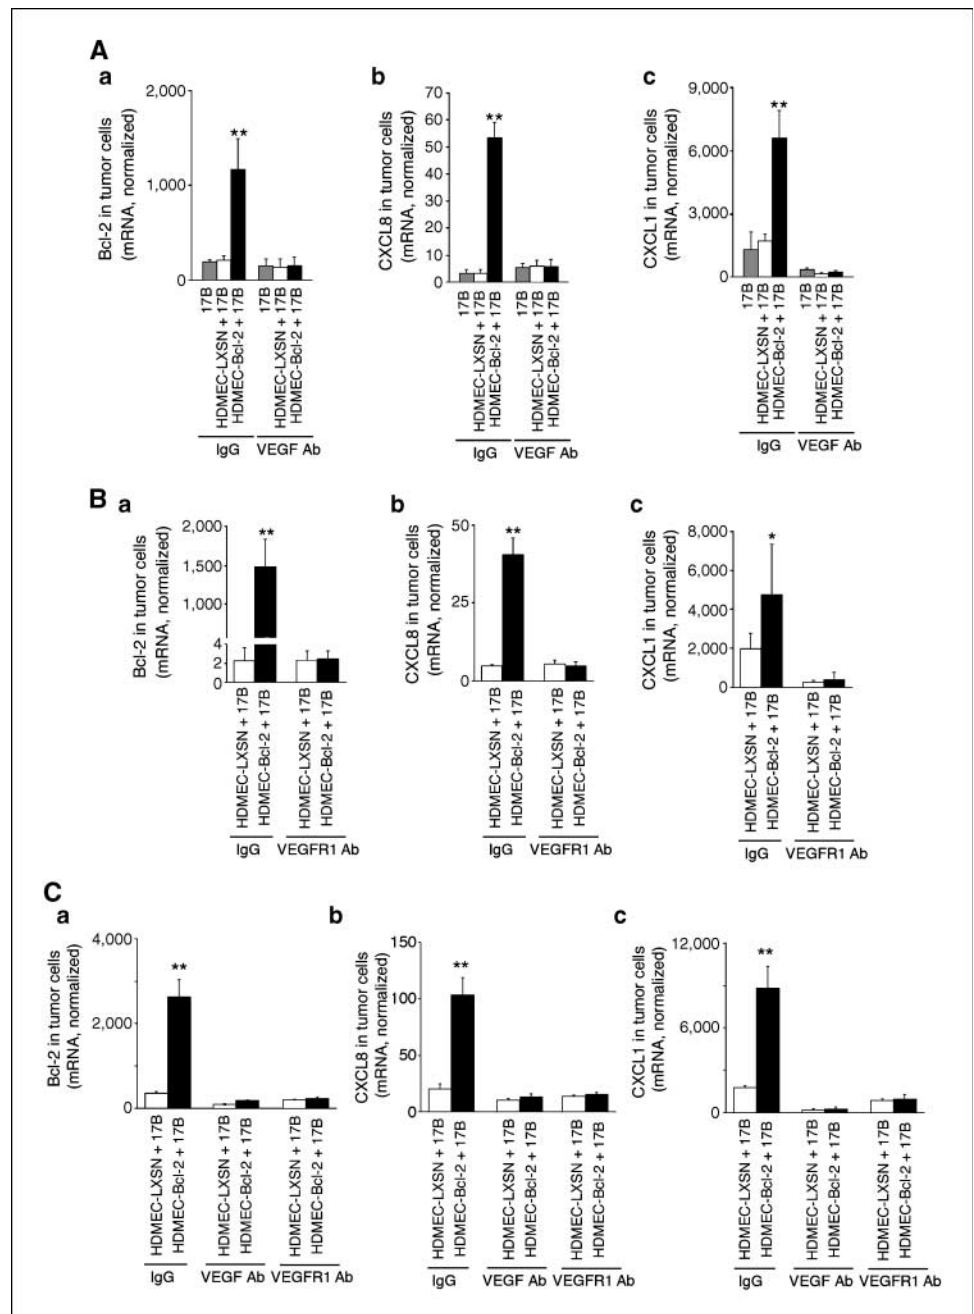 A
a
Bcl-2 in tumor cells
(mRNA, normalized)
2,000
1,000
0
**
17B
HDMEC-LXSN + 17B
HDMEC-Bcl-2 + 17B
17B
HDMEC-LXSN + 17B
HDMEC-Bcl-2 + 17B
IgG
VEGF Ab
b
CXCL8 in tumor cells
(mRNA, normalized)
70
60
50
40
30
20
10
0
**
17B
HDMEC-LXSN + 17B
HDMEC-Bcl-2 + 17B
17B
HDMEC-LXSN + 17B
HDMEC-Bcl-2 + 17B
IgG
VEGF Ab
c
CXCL1 in tumor cells
(mRNA, normalized)
9,000
6,000
3,000
0
**
17B
HDMEC-LXSN + 17B
HDMEC-Bcl-2 + 17B
17B
HDMEC-LXSN + 17B
HDMEC-Bcl-2 + 17B
IgG
VEGF Ab
B
a
Bcl-2 in tumor cells
(mRNA, normalized)
2,000
1,500
1,000
4
2
0
**
HDMEC-LXSN + 17B
HDMEC-Bcl-2 + 17B
HDMEC-LXSN + 17B
HDMEC-Bcl-2 + 17B
IgG
VEGFR1 Ab
b
CXCL8 in tumor cells
(mRNA, normalized)
50
25
0
**
HDMEC-LXSN + 17B
HDMEC-Bcl-2 + 17B
HDMEC-LXSN + 17B
HDMEC-Bcl-2 + 17B
IgG
VEGFR1 Ab
c
CXCL1 in tumor cells
(mRNA, normalized)
8,000
6,000
4,000
2,000
0
*
HDMEC-LXSN + 17B
HDMEC-Bcl-2 + 17B
HDMEC-LXSN + 17B
HDMEC-Bcl-2 + 17B
IgG
VEGFR1 Ab
C
a
Bcl-2 in tumor cells
(mRNA, normalized)
4,000
2,000
0
**
HDMEC-LXSN + 17B
HDMEC-Bcl-2 + 17B
HDMEC-LXSN + 17B
HDMEC-Bcl-2 + 17B
HDMEC-LXSN + 17B
HDMEC-Bcl-2 + 17B
IgG
VEGF Ab
VEGFR1 Ab
b
CXCL8 in tumor cells
(mRNA, normalized)
150
100
50
0
**
HDMEC-LXSN + 17B
HDMEC-Bcl-2 + 17B
HDMEC-LXSN + 17B
HDMEC-Bcl-2 + 17B
HDMEC-LXSN + 17B
HDMEC-Bcl-2 + 17B
IgG
VEGF Ab
VEGFR1 Ab
c
CXCL1 in tumor cells
(mRNA, normalized)
12,000
6,000
0
**
HDMEC-LXSN + 17B
HDMEC-Bcl-2 + 17B
HDMEC-LXSN + 17B
HDMEC-Bcl-2 + 17B
HDMEC-LXSN + 17B
HDMEC-Bcl-2 + 17B
IgG
VEGF Ab
VEGFR1 Ab